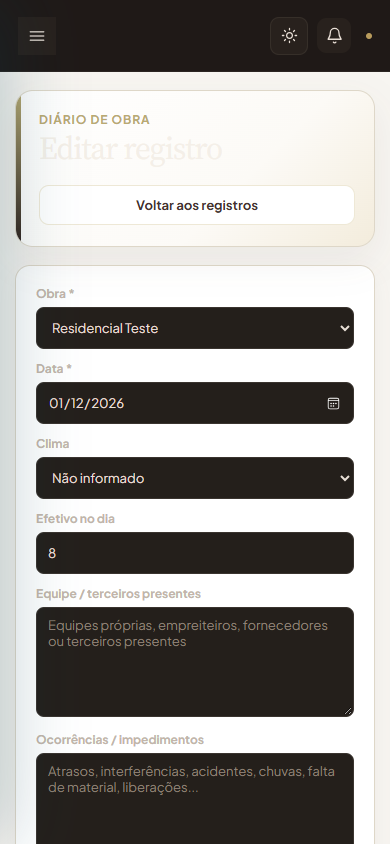 DIÁRIO DE OBRA
Editar registro
Voltar aos registros
Obra *
Residencial Teste
Data *
01/12/2026
Clima
Não informado
Efetivo no dia
8
Equipe / terceiros presentes
Equipes próprias, empreiteiros, fornecedores
ou terceiros presentes
Ocorrências / impedimentos
Atrasos, interferências, acidentes, chuvas, falta
de material, liberações...